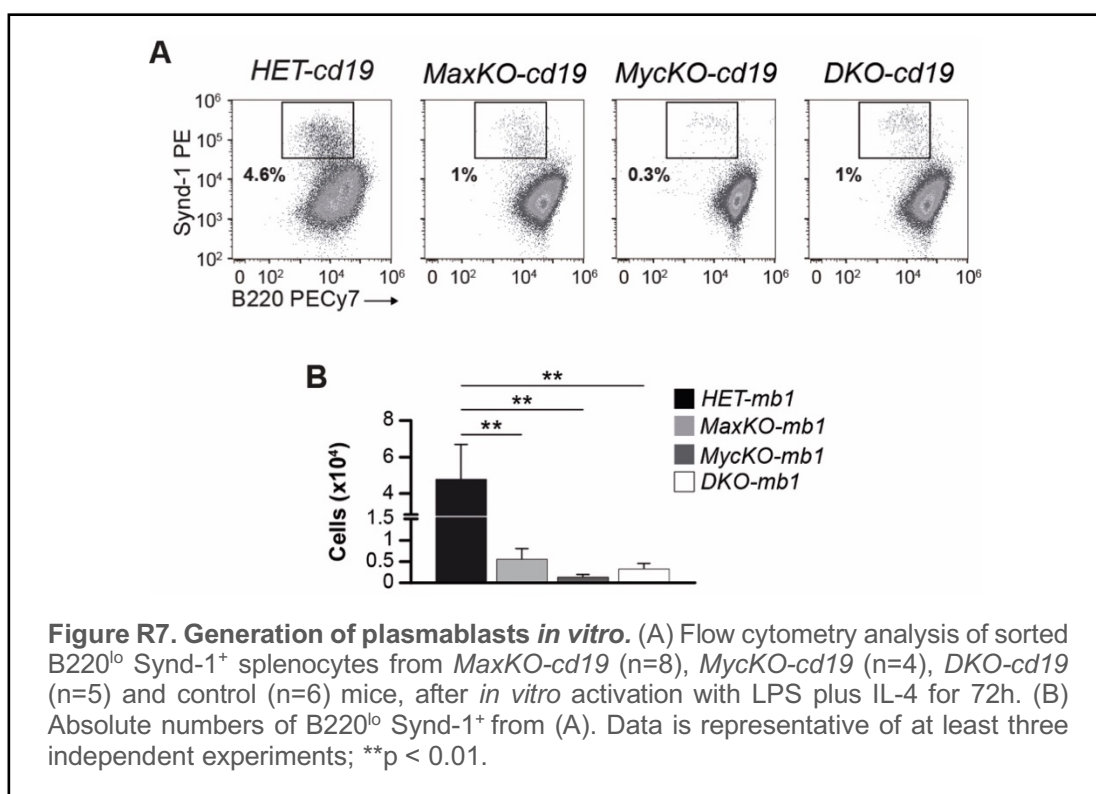 A
HET-cd19 MaxKO-cd19 MycKO-cd19 DKO-cd19
Synd-1 PE
10⁶
10⁵
10⁴
10³
10²
4.6% 1% 0.3% 1%
0 10² 10⁴ 10⁶ 0 10² 10⁴ 10⁶ 0 10² 10⁴ 10⁶ 0 10² 10⁴ 10⁶
B220 PECy7
B
**
**
**
Cells (x10⁴)
8
6
4
1.5
1
0.5
0
HET-mb1
MaxKO-mb1
MycKO-mb1
DKO-mb1
Figure R7. Generation of plasmablasts in vitro. (A) Flow cytometry analysis of sorted
B220ˡᵒ Synd-1⁺ splenocytes from MaxKO-cd19 (n=8), MycKO-cd19 (n=4), DKO-cd19
(n=5) and control (n=6) mice, after in vitro activation with LPS plus IL-4 for 72h. (B)
Absolute numbers of B220ˡᵒ Synd-1⁺ from (A). Data is representative of at least three
independent experiments; **p < 0.01.